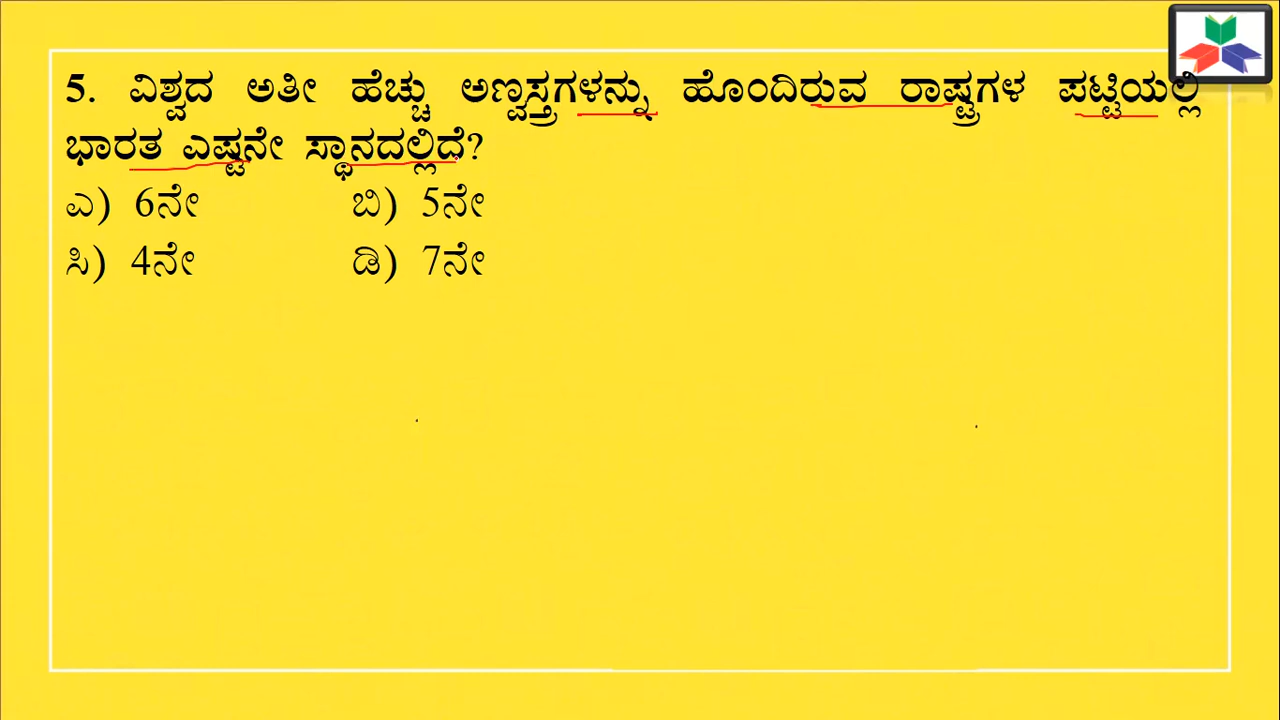 5. ವಿಶ್ವದ ಅತೀ ಹೆಚ್ಚು ಅಣ್ವಸ್ತ್ರಗಳನ್ನು ಹೊಂದಿರುವ ರಾಷ್ಟ್ರಗಳ ಪಟ್ಟಿಯಲ್ಲಿ
ಭಾರತ ಎಷ್ಟನೇ ಸ್ಥಾನದಲ್ಲಿದೆ?
ಎ) 6ನೇ ಬಿ) 5ನೇ
ಸಿ) 4ನೇ ಡಿ) 7ನೇ